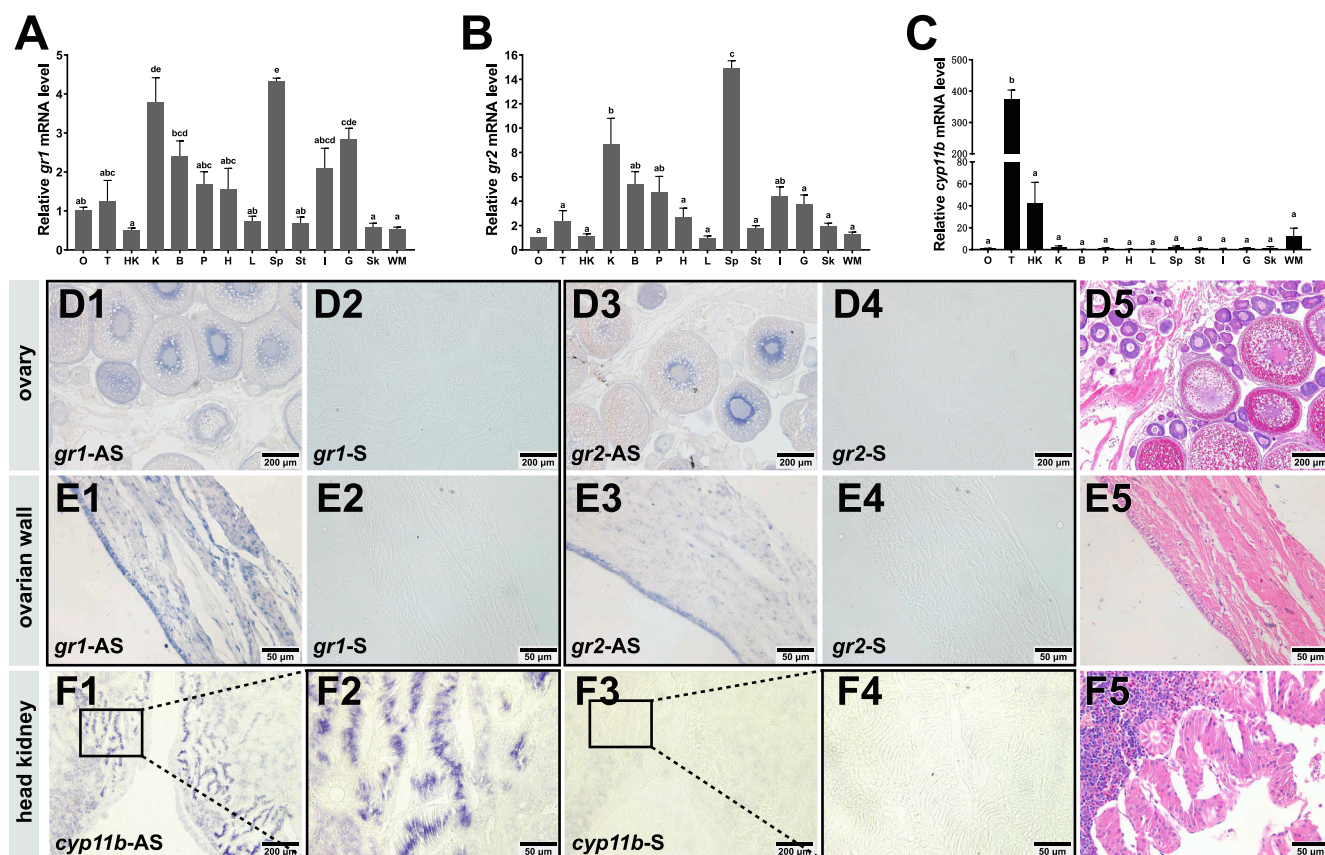 A
B
C
Relative gr1 mRNA level
5
4
3
2
1
0
ab
abc
a
de
bcd
abc
abc
ab
e
ab
abcd
cde
a
a
O T HK K B P H L Sp St I G Sk WM
Relative gr2 mRNA level
16
14
12
10
8
6
4
2
0
a
a
a
b
ab
ab
a
a
c
a
ab
a
a
a
O T HK K B P H L Sp St I G Sk WM
Relative cyp11b mRNA level
500
400
300
200
80
60
40
20
0
a
b
a
a
a
a
a
a
a
a
a
a
a
a
O T HK K B P H L Sp St I G Sk WM
ovary
D1
gr1-AS
200 µm
D2
gr1-S
200 µm
D3
gr2-AS
200 µm
D4
gr2-S
200 µm
D5
200 µm
ovarian wall
E1
gr1-AS
50 µm
E2
gr1-S
50 µm
E3
gr2-AS
50 µm
E4
gr2-S
50 µm
E5
50 µm
head kidney
F1
cyp11b-AS
200 µm
F2
50 µm
F3
cyp11b-S
200 µm
F4
50 µm
F5
50 µm